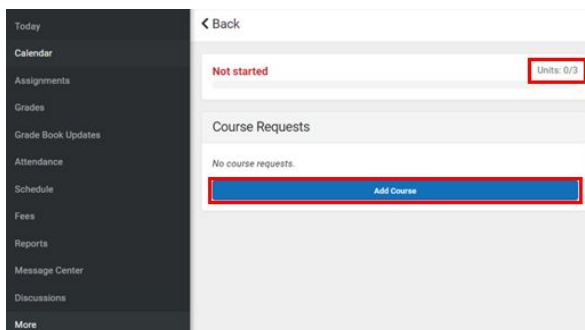 Today
Calendar
Assignments
Grades
Grade Book Updates
Attendance
Schedule
Fees
Reports
Message Center
Discussions
More
Back
Not started
Units: 0/3
Course Requests
No course requests.
Add Course